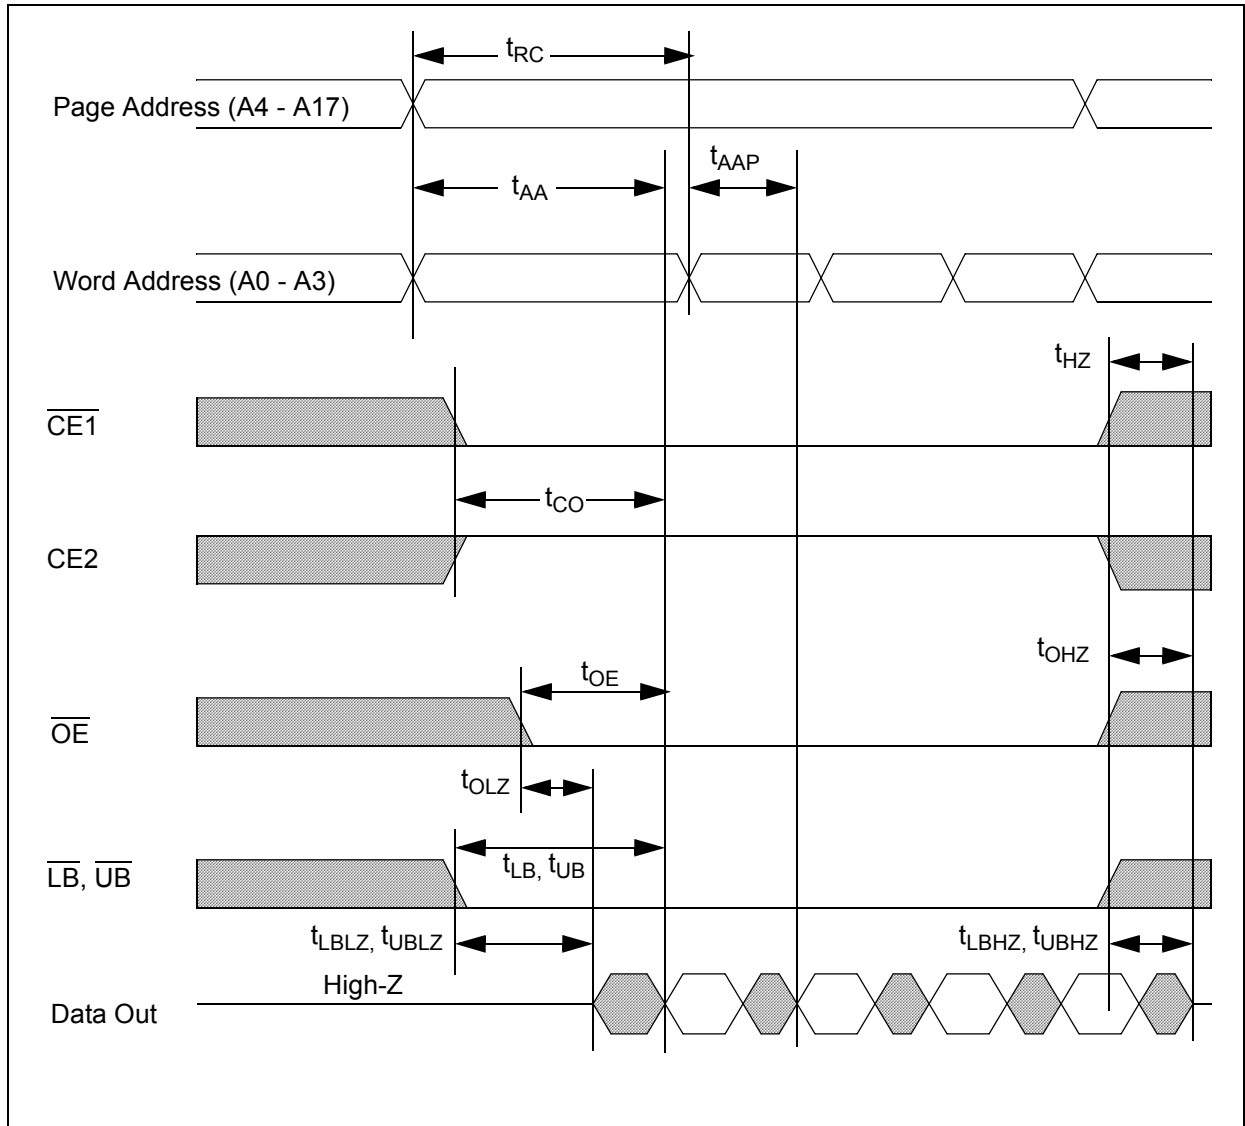 tRC
Page Address (A4 - A17)
tAAP
tAA
Word Address (A0 - A3)
tHZ
CE1
tCO
CE2
tOHZ
tOE
OE
tOLZ
LB, UB
tLB, tUB
tLBLZ, tUBLZ
tLBHZ, tUBHZ
High-Z
Data Out